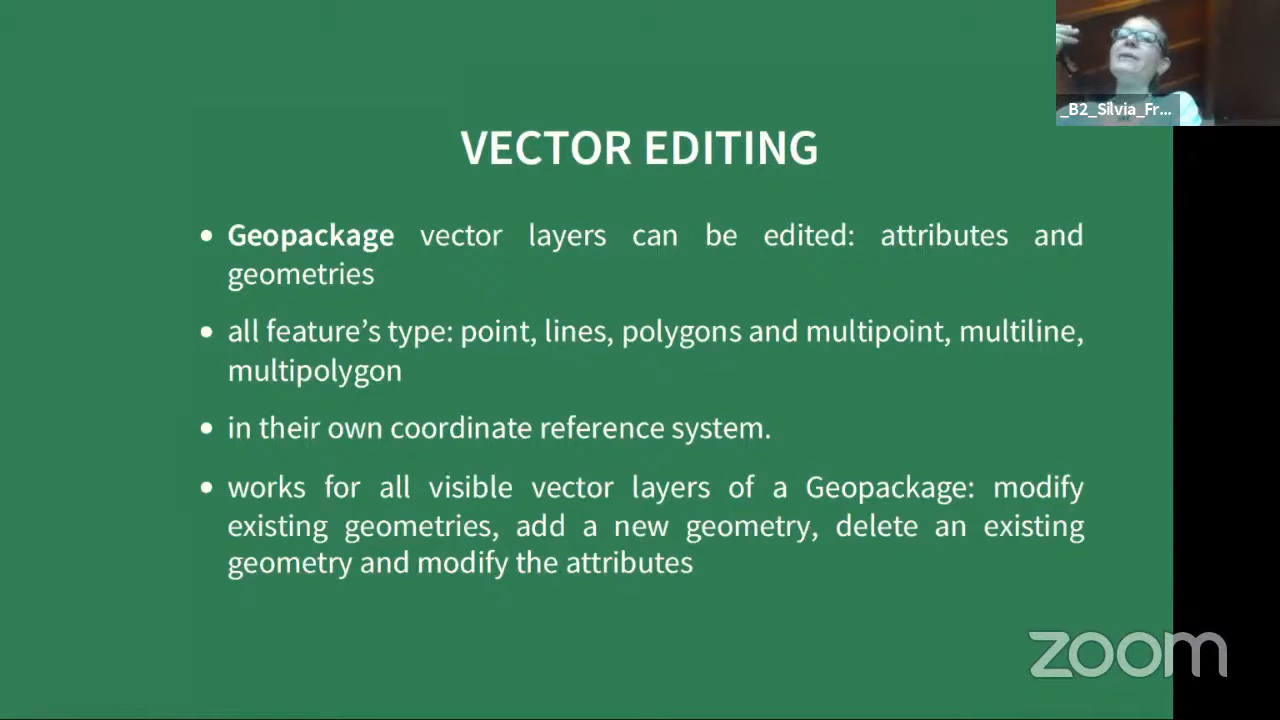 _B2_Silvia_Fr...
VECTOR EDITING
• Geopackage vector layers can be edited: attributes and
geometries
• all feature’s type: point, lines, polygons and multipoint, multiline,
multipolygon
• in their own coordinate reference system.
• works for all visible vector layers of a Geopackage: modify
existing geometries, add a new geometry, delete an existing
geometry and modify the attributes
zoom